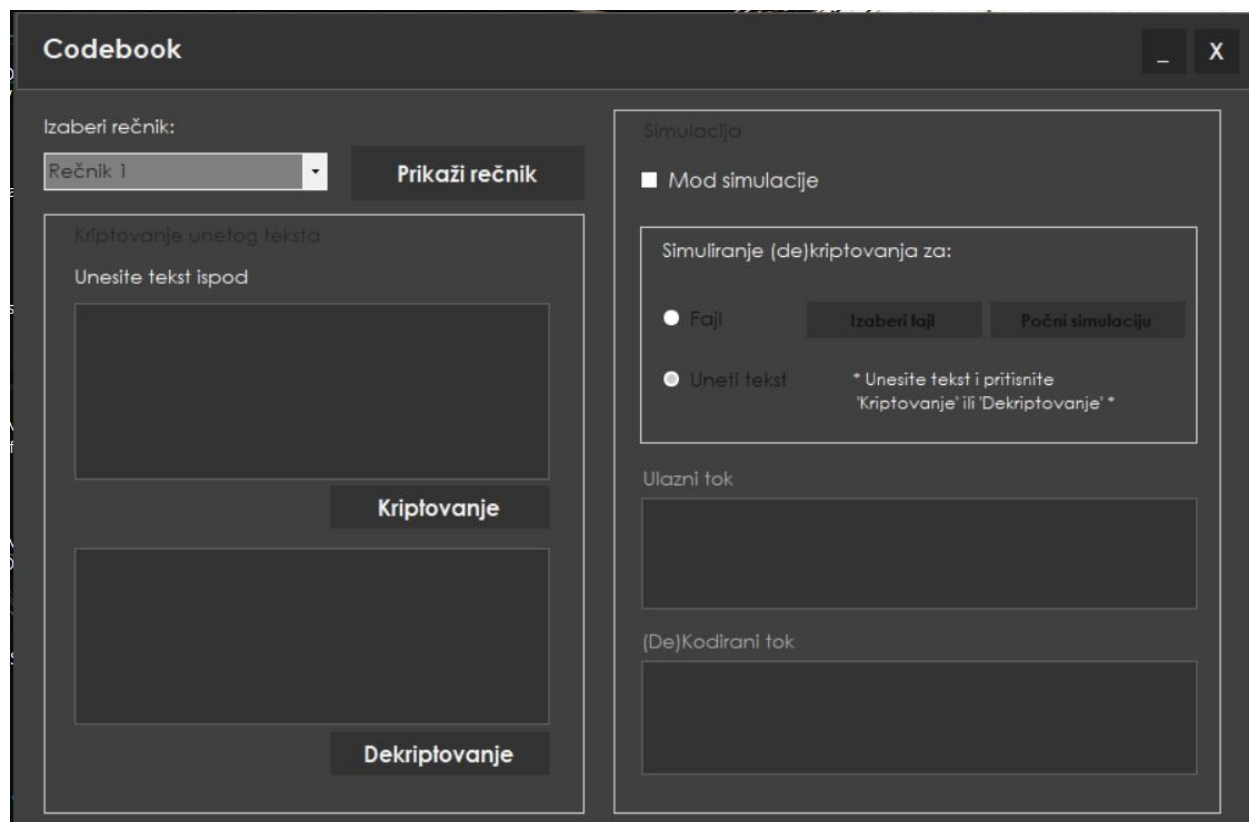 Codebook
_ X
Izaberi rečnik:
Rečnik 1
Prikaži rečnik
Kriptovanje unetog teksta
Unesite tekst ispod
Kriptovanje
Dekriptovanje
Simulacija
Mod simulacije
Simuliranje (de)kriptovanja za:
Fajl
Izaberi fajl
Počni simulaciju
Uneti tekst
* Unesite tekst i pritisnite
'Kriptovanje' ili 'Dekriptovanje' *
Ulazni tok
(De)Kodirani tok